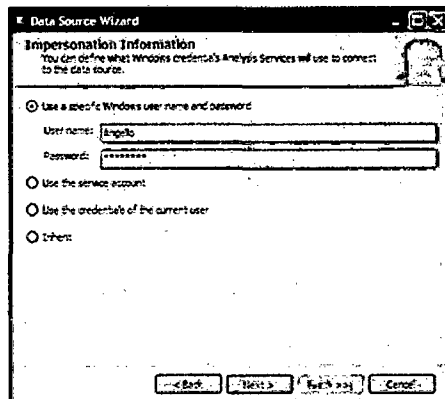 Data Source Wizard
Impersonation Information
You can define what Windows credentials Analysis Services will use to connect
to the data source.
Use a specific Windows user name and password
User name: Angello
Password: ********
Use the service account
Use the credentials of the current user
Inherit
< Back Next > Finish >>| Cancel